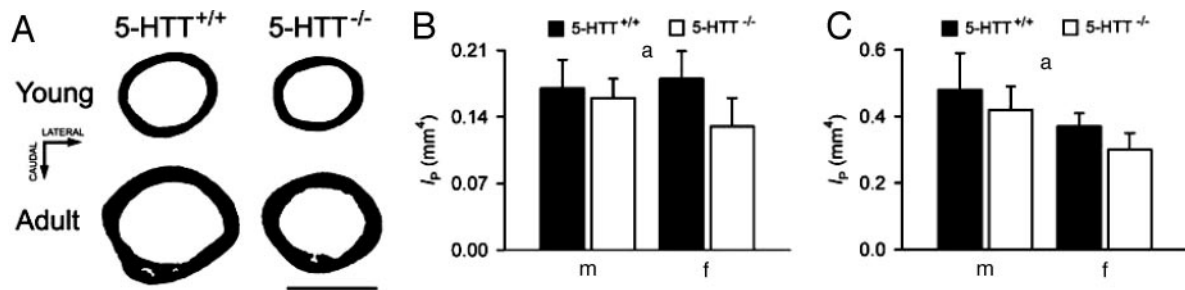 A
5-HTT+/+ 5-HTT-/-
Young
LATERAL
CAUDAL
Adult
B
5-HTT+/+ 5-HTT-/-
a
0.21
0.14
0.07
0.00
IP (mm4)
m f
C
5-HTT+/+ 5-HTT-/-
a
0.6
0.4
0.2
0.0
IP (mm4)
m f